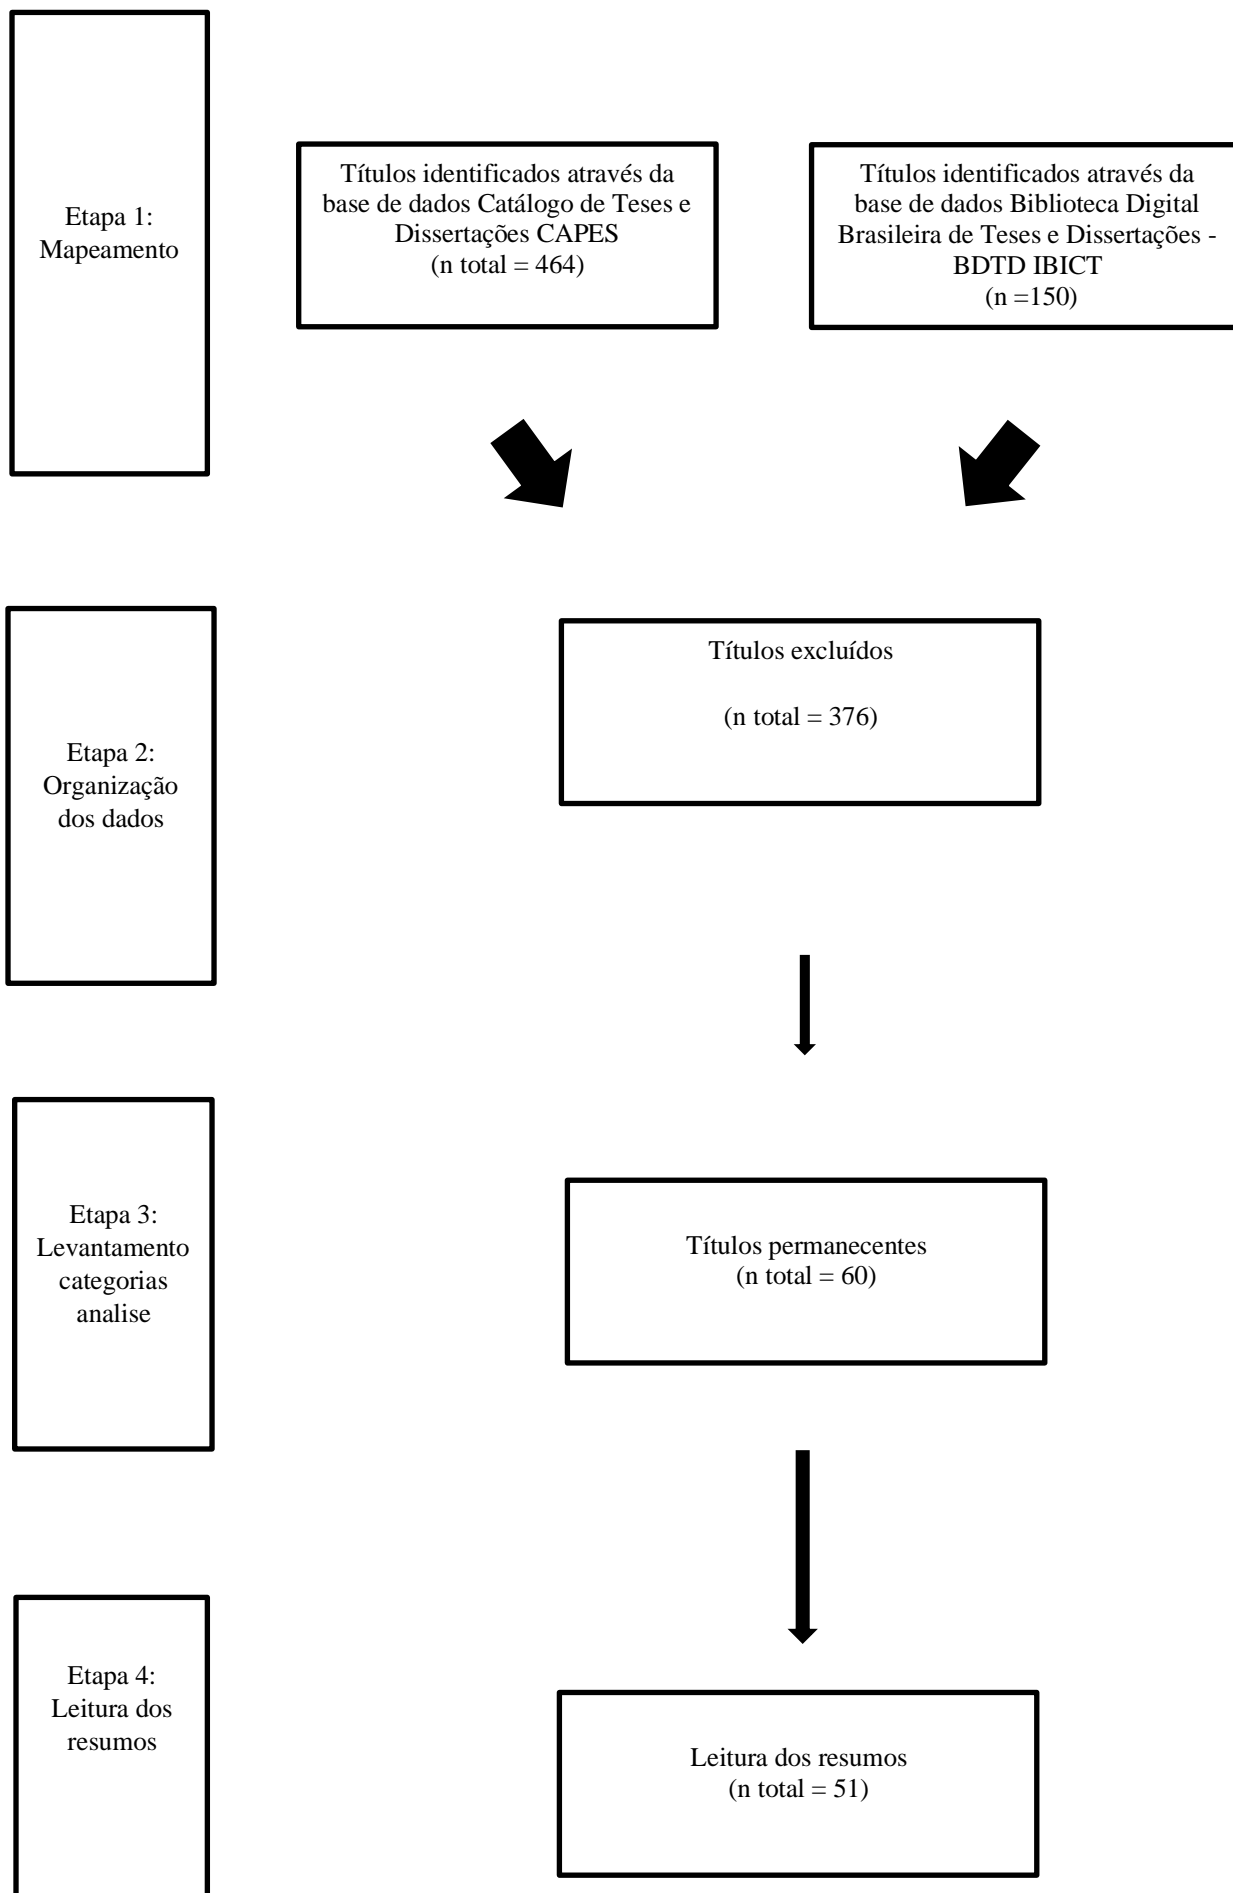 Etapa 1:
Mapeamento
Títulos identificados através da
base de dados Catálogo de Teses e
Dissertações CAPES
(n total = 464)
Títulos identificados através da
base de dados Biblioteca Digital
Brasileira de Teses e Dissertações -
BDTD IBICT
(n =150)
Etapa 2:
Organização
dos dados
Títulos excluídos
(n total = 376)
Etapa 3:
Levantamento
categorias
analise
Títulos permanecentes
(n total = 60)
Etapa 4:
Leitura dos
resumos
Leitura dos resumos
(n total = 51)